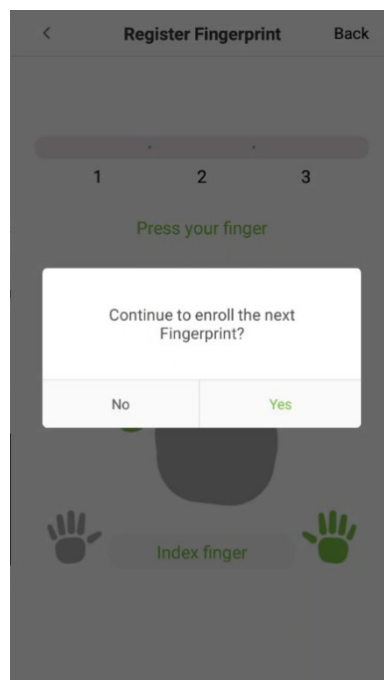 Register Fingerprint Back
1 2 3
Press your finger
Continue to enroll the next
Fingerprint?
No Yes
Index finger